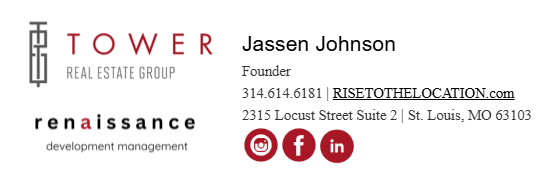 TOWER
REAL ESTATE GROUP
renaissance
development management
Jassen Johnson
Founder
314.614.6181 | RISETOTHELOCATION.com
2315 Locust Street Suite 2 | St. Louis, MO 63103
f
in